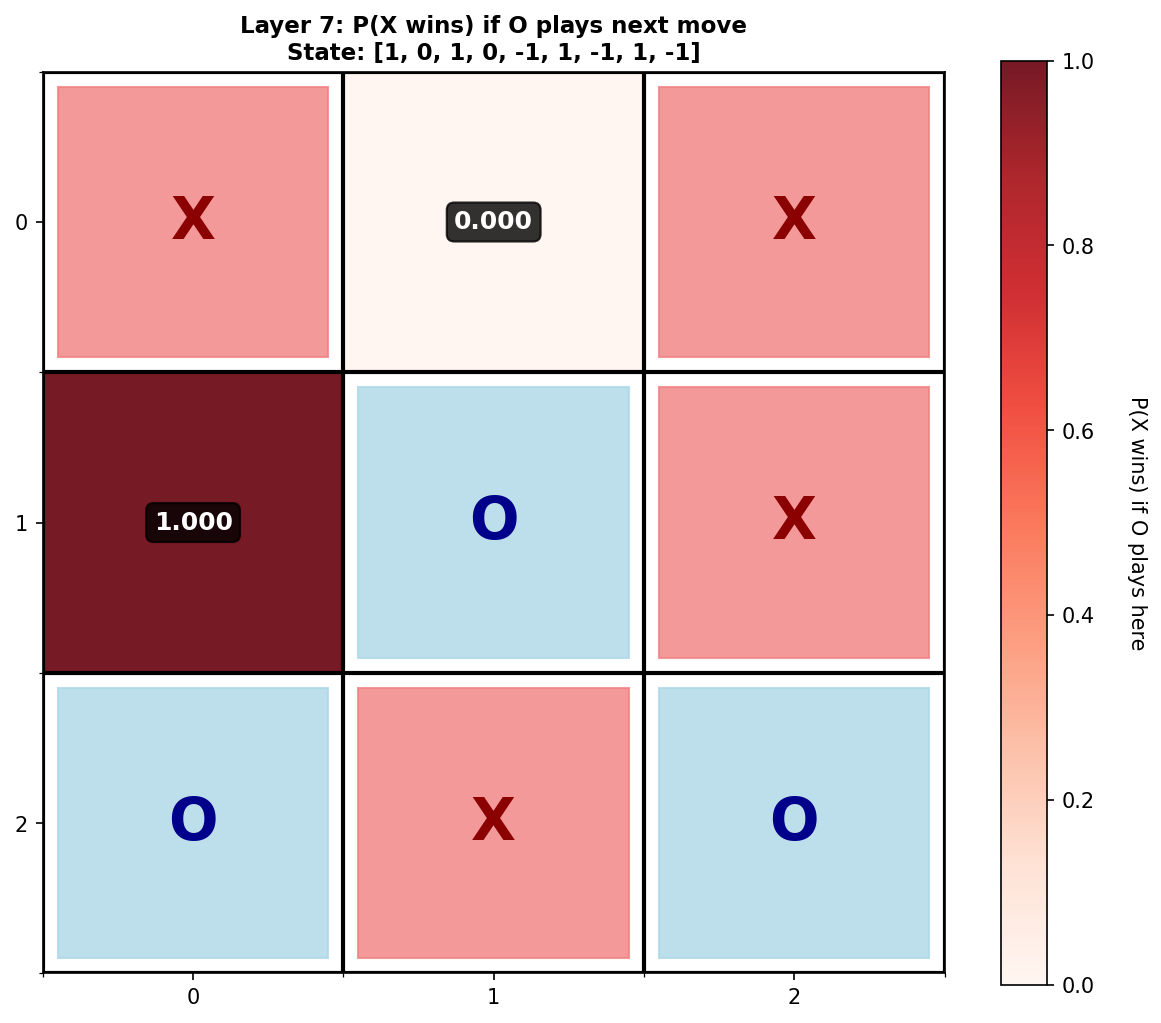 Layer 7: P(X wins) if O plays next move
State: [1, 0, 1, 0, -1, 1, -1, 1, -1]
0
X
0.000
X
1
1.000
O
X
2
O
X
O
0
1
2
1.0
0.8
0.6
0.4
0.2
0.0
P(X wins) if O plays here